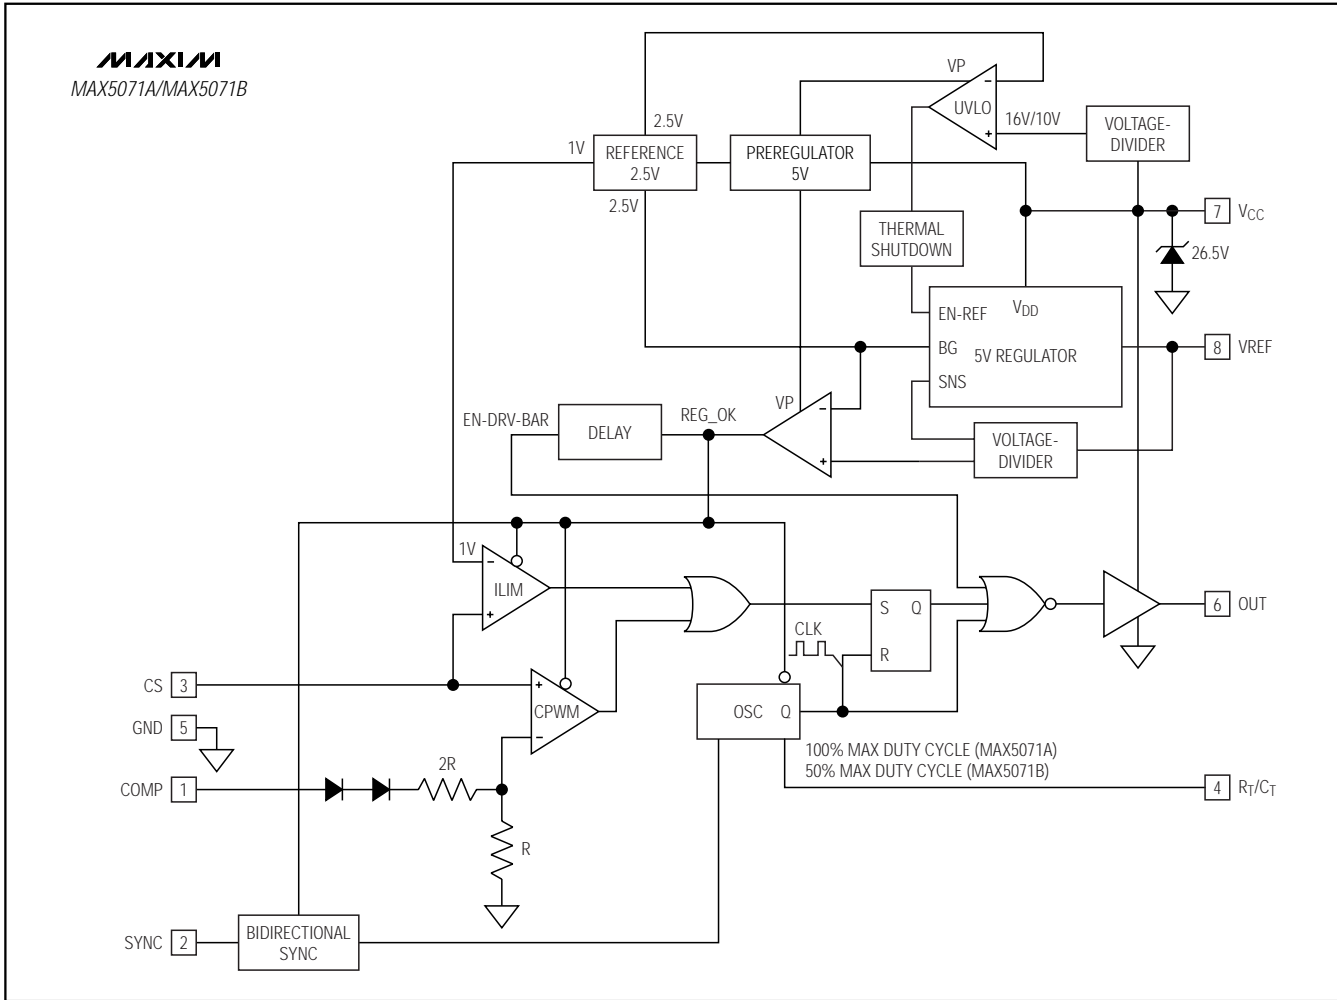 MAXIM
MAX5071A/MAX5071B
VP
UVLO
16V/10V
VOLTAGE-
DIVIDER
2.5V
1V
REFERENCE
2.5V
2.5V
PREREGULATOR
5V
7
VCC
26.5V
THERMAL
SHUTDOWN
EN-REF
VDD
BG
5V REGULATOR
SNS
8
VREF
VP
EN-DRV-BAR
DELAY
REG_OK
VOLTAGE-
DIVIDER
1V
ILIM
S
Q
R
CLK
6
OUT
CS
3
CPWM
OSC
Q
GND
5
100% MAX DUTY CYCLE (MAX5071A)
50% MAX DUTY CYCLE (MAX5071B)
2R
COMP
1
4
RT/CT
R
SYNC
2
BIDIRECTIONAL
SYNC